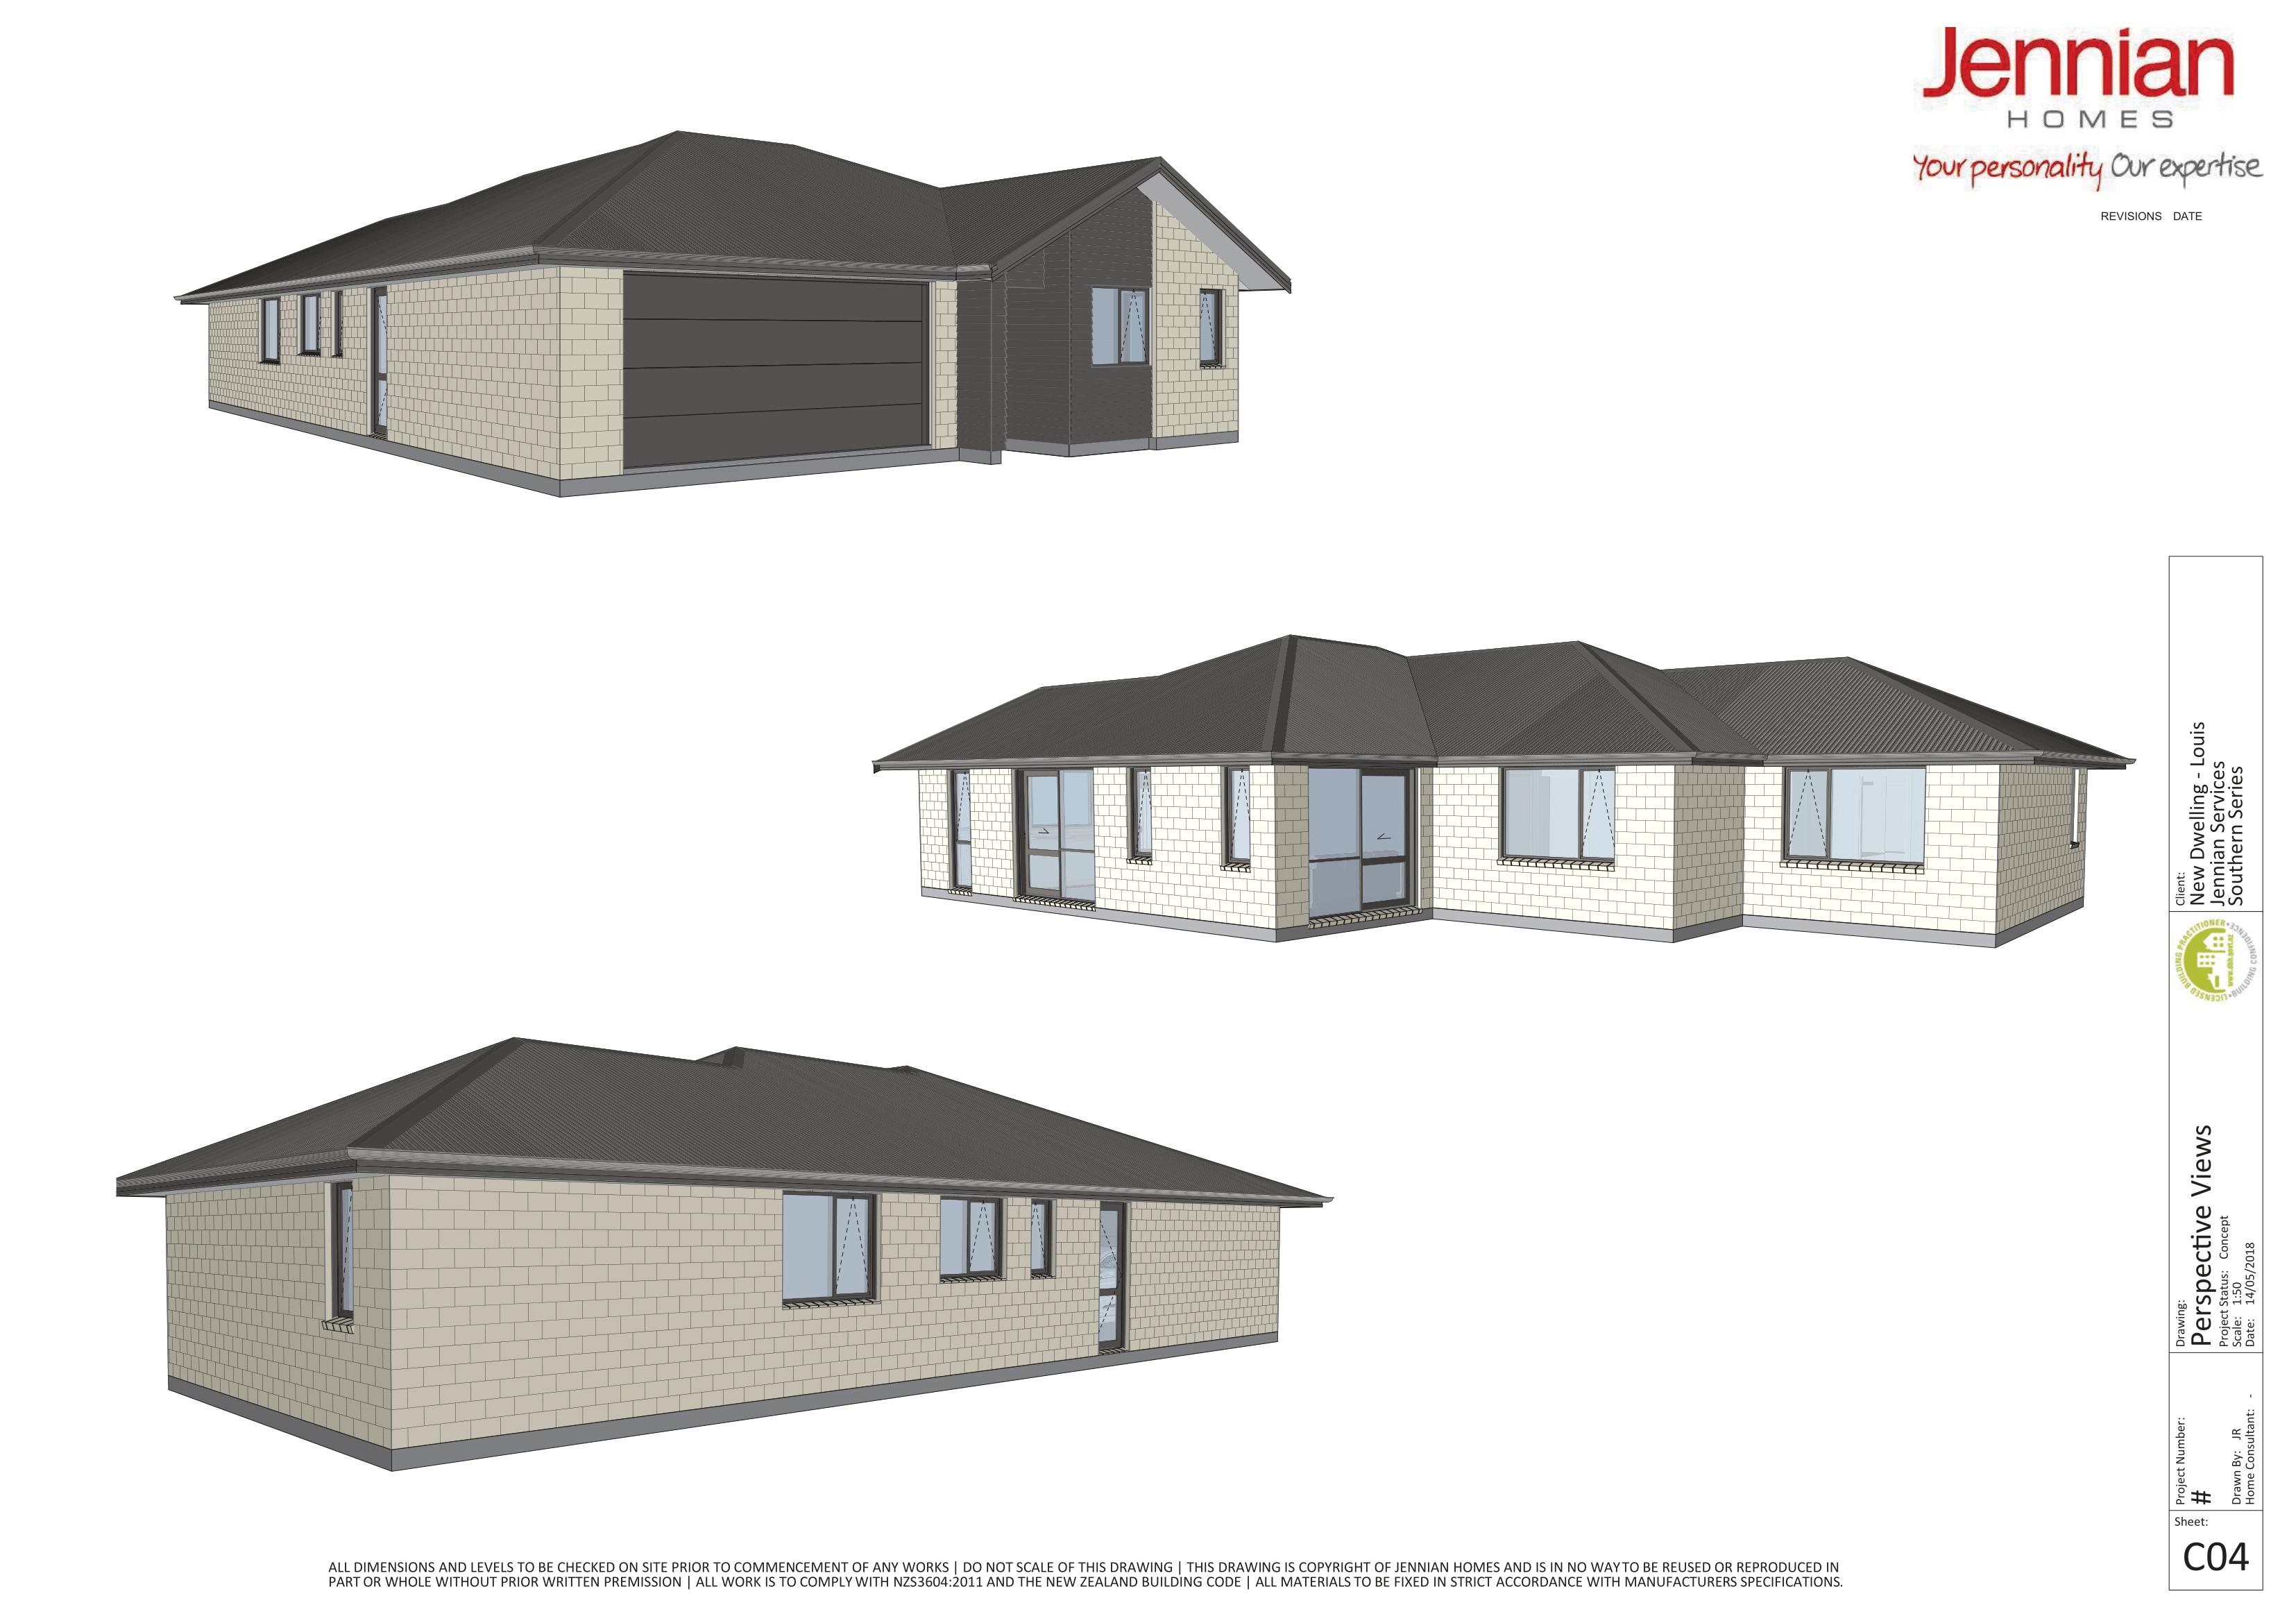 Jennian
HOMES
Your personality Our expertise
REVISIONS DATE
Client:
New Dwelling - Louis
Jennian Services
Southern Series
LICENSED BUILDING PRACTITIONER • BUILDING CONFIDENCE •
www.dbh.govt.nz
Drawing:
Perspective Views
Project Status: Concept
Scale: 1:50
Date: 14/05/2018
Project Number:
#
Drawn By: JR
Home Consultant: -
Sheet:
C04
ALL DIMENSIONS AND LEVELS TO BE CHECKED ON SITE PRIOR TO COMMENCEMENT OF ANY WORKS | DO NOT SCALE OF THIS DRAWING | THIS DRAWING IS COPYRIGHT OF JENNIAN HOMES AND IS IN NO WAY TO BE REUSED OR REPRODUCED IN
PART OR WHOLE WITHOUT PRIOR WRITTEN PREMISSION | ALL WORK IS TO COMPLY WITH NZS3604:2011 AND THE NEW ZEALAND BUILDING CODE | ALL MATERIALS TO BE FIXED IN STRICT ACCORDANCE WITH MANUFACTURERS SPECIFICATIONS.